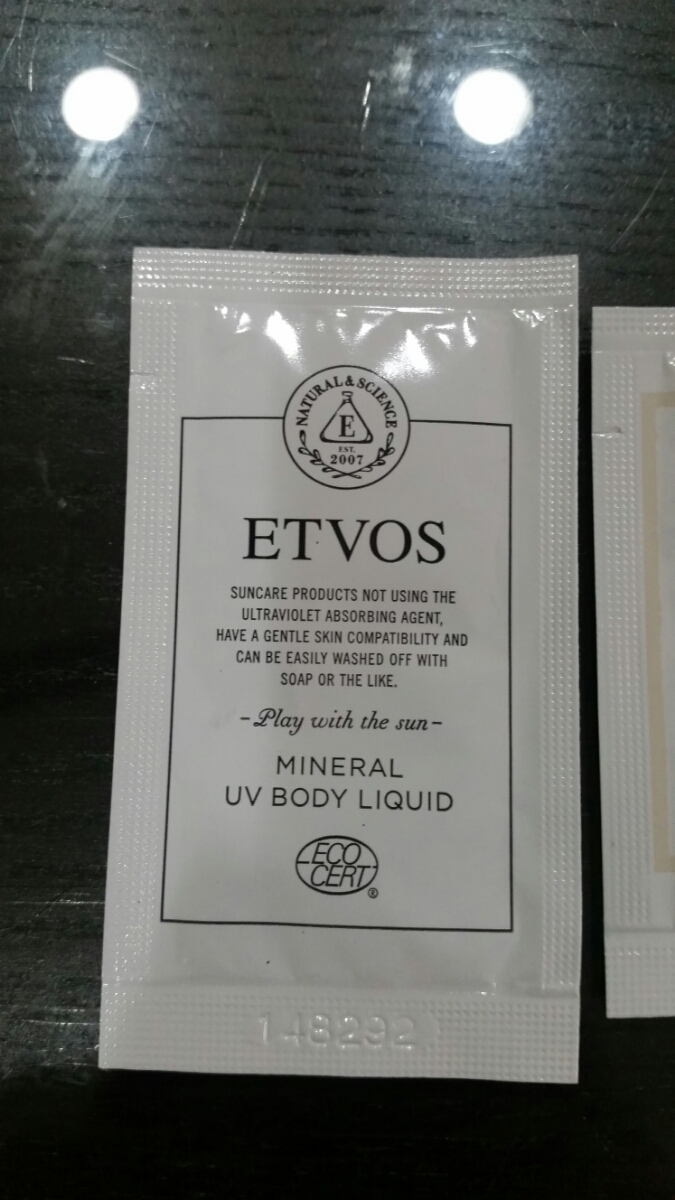 NATURAL & SCIENCE
E
EST.
2007
ETVOS
SUNCARE PRODUCTS NOT USING THE
ULTRAVIOLET ABSORBING AGENT,
HAVE A GENTLE SKIN COMPATIBILITY AND
CAN BE EASILY WASHED OFF WITH
SOAP OR THE LIKE.
-Play with the sun-
MINERAL
UV BODY LIQUID
ECO
CERT®
148292